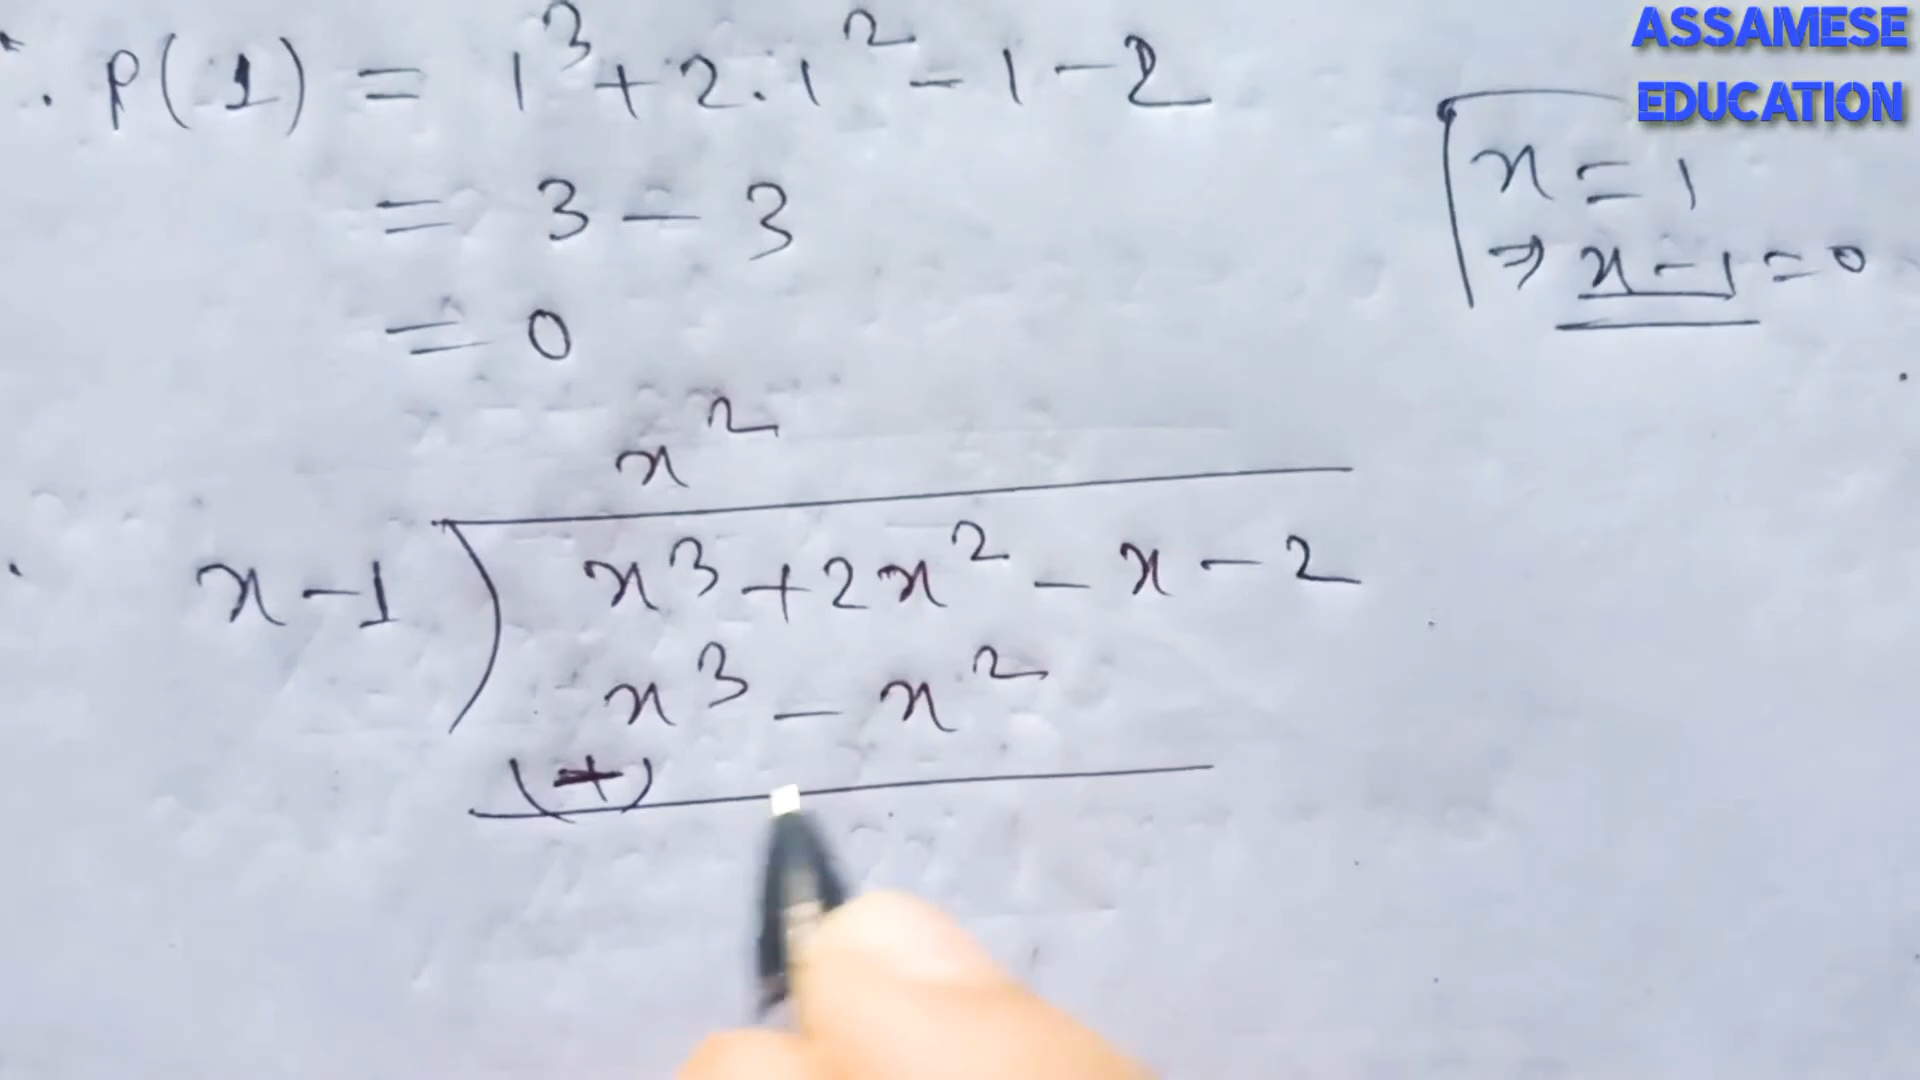 ASSAMESE
EDUCATION
∴ P(1) = 1³ + 2.1² - 1 - 2
= 3 - 3
= 0
x = 1
⇒ x - 1 = 0
x²
x - 1 ) x³ + 2x² - x - 2
x³ - x²
(+)